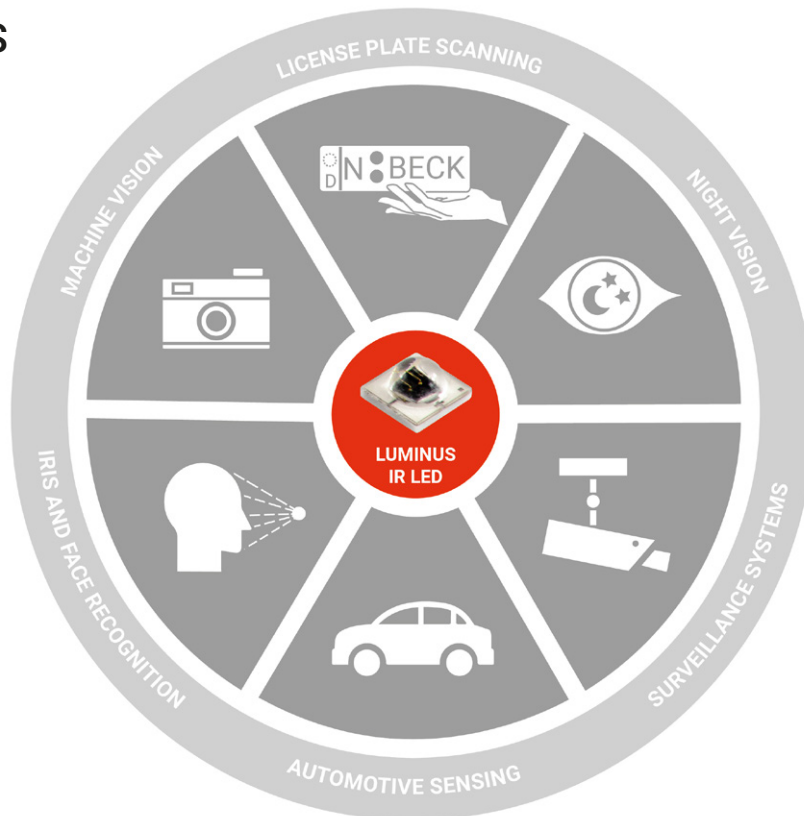 S
LICENSE PLATE SCANNING
MACHINE VISION
NIGHT VISION
D
N:BECK
LUMINUS
IR LED
IRIS AND FACE RECOGNITION
SURVEILLANCE SYSTEMS
AUTOMOTIVE SENSING